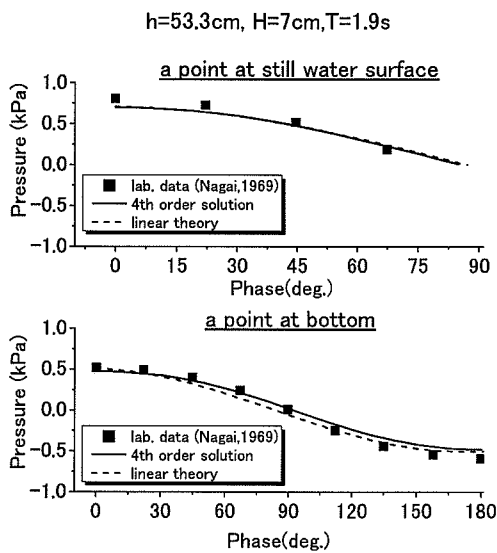 h=53.3cm, H=7cm,T=1.9s
a point at still water surface
Pressure (kPa)
1.0
0.5
0.0
−0.5
−1.0
lab. data (Nagai,1969)
4th order solution
linear theory
0 15 30 45 60 75 90
Phase(deg.)
a point at bottom
Pressure (kPa)
1.0
0.5
0.0
−0.5
−1.0
lab. data (Nagai,1969)
4th order solution
linear theory
0 30 60 90 120 150 180
Phase(deg.)